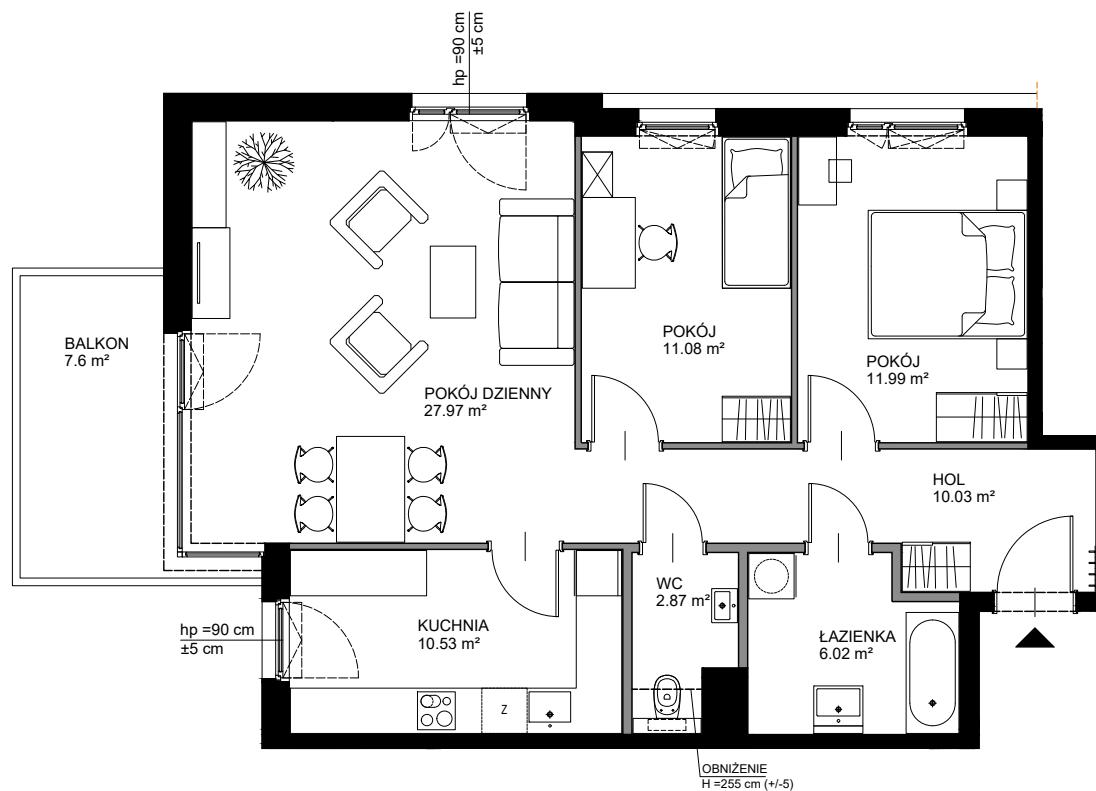 hp =90 cm
±5 cm
BALKON
7.6 m²
POKÓJ DZIENNY
27.97 m²
POKÓJ
11.08 m²
POKÓJ
11.99 m²
HOL
10.03 m²
hp =90 cm
±5 cm
KUCHNIA
10.53 m²
WC
2.87 m²
ŁAZIENKA
6.02 m²
Z
OBNIŻENIE
H =255 cm (+/-5)